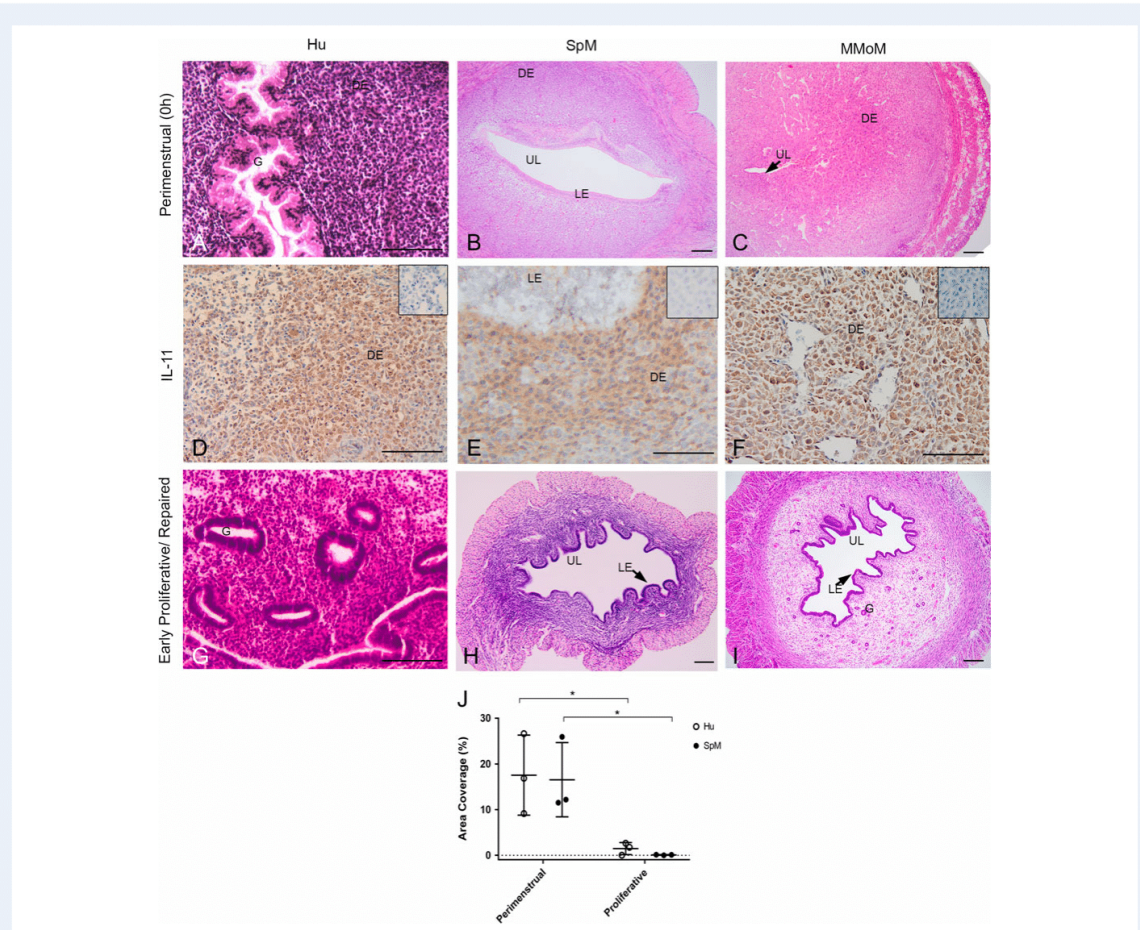 Hu SpM MMoM
Perimenstrual (0h)
DE
G
A
DE
UL
LE
B
DE
UL
C
IL-11
DE
D
LE
DE
E
DE
F
Early Proliferative/ Repaired
G
G
UL
LE
H
UL
LE
G
I
J
* 
*
Area Coverage (%)
30
20
10
0
Hu
SpM
Perimenstrual
Proliferative